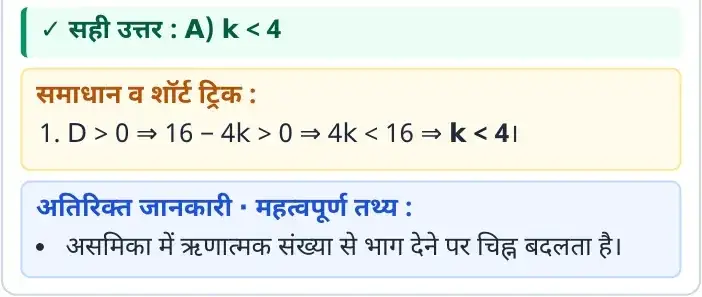 ✓ सही उत्तर : A) k < 4
समाधान व शॉर्ट ट्रिक :
1. D > 0 ⇒ 16 − 4k > 0 ⇒ 4k < 16 ⇒ k < 4।
अतिरिक्त जानकारी · महत्वपूर्ण तथ्य :
• असमिका में ऋणात्मक संख्या से भाग देने पर चिह्न बदलता है।